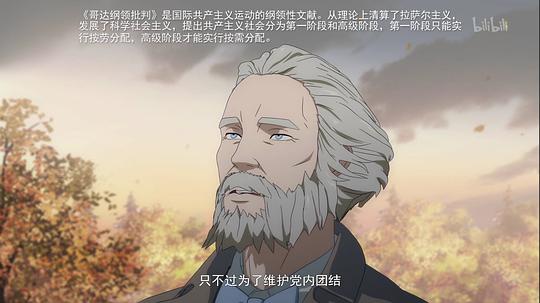 《哥达纲领批判》是国际共产主义运动的纲领性文献。从理论上清算了拉萨尔主义，
发展了科学社会主义，提出共产主义社会分为第一阶段和高级阶段，第一阶段只能实
行按劳分配，高级阶段才能实行按需分配。
bilibili
只不过为了维护党内团结